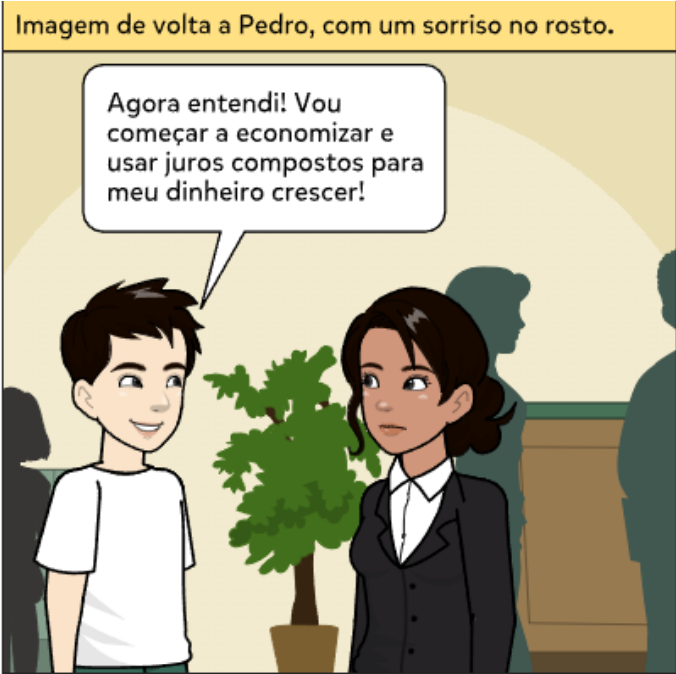 Imagem de volta a Pedro, com um sorriso no rosto.
Agora entendi! Vou
começar a economizar e
usar juros compostos para
meu dinheiro crescer!